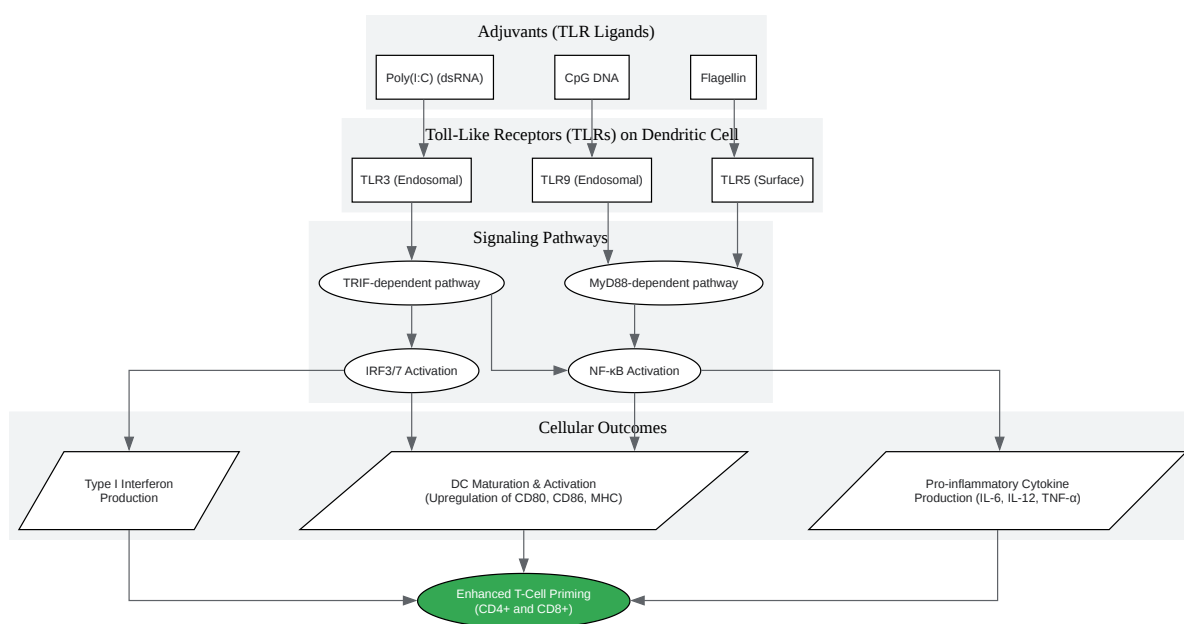 Adjuvants (TLR Ligands)
Poly(I:C) (dsRNA)
CpG DNA
Flagellin
Toll-Like Receptors (TLRs) on Dendritic Cell
TLR3 (Endosomal)
TLR9 (Endosomal)
TLR5 (Surface)
Signaling Pathways
TRIF-dependent pathway
MyD88-dependent pathway
IRF3/7 Activation
NF-κB Activation
Cellular Outcomes
Type I Interferon
Production
DC Maturation & Activation
(Upregulation of CD80, CD86, MHC)
Pro-inflammatory Cytokine
Production (IL-6, IL-12, TNF-α)
Enhanced T-Cell Priming
(CD4+ and CD8+)